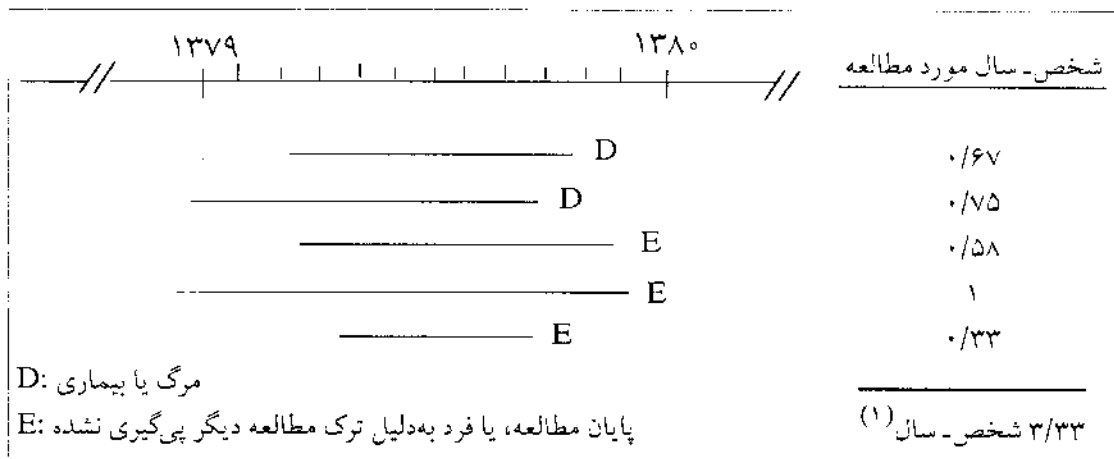 ۱۳۷۹ ۱۳۸۰
شخص-سال مورد مطالعه
D ۰/۶۷
D ۰/۷۵
E ۰/۵۸
E ۱
E ۰/۳۳
D: مرگ یا بیماری
E: پایان مطالعه، یا فرد به‌دلیل ترک مطالعه دیگر پی‌گیری نشده
۳/۳۳ شخص-سال(۱)